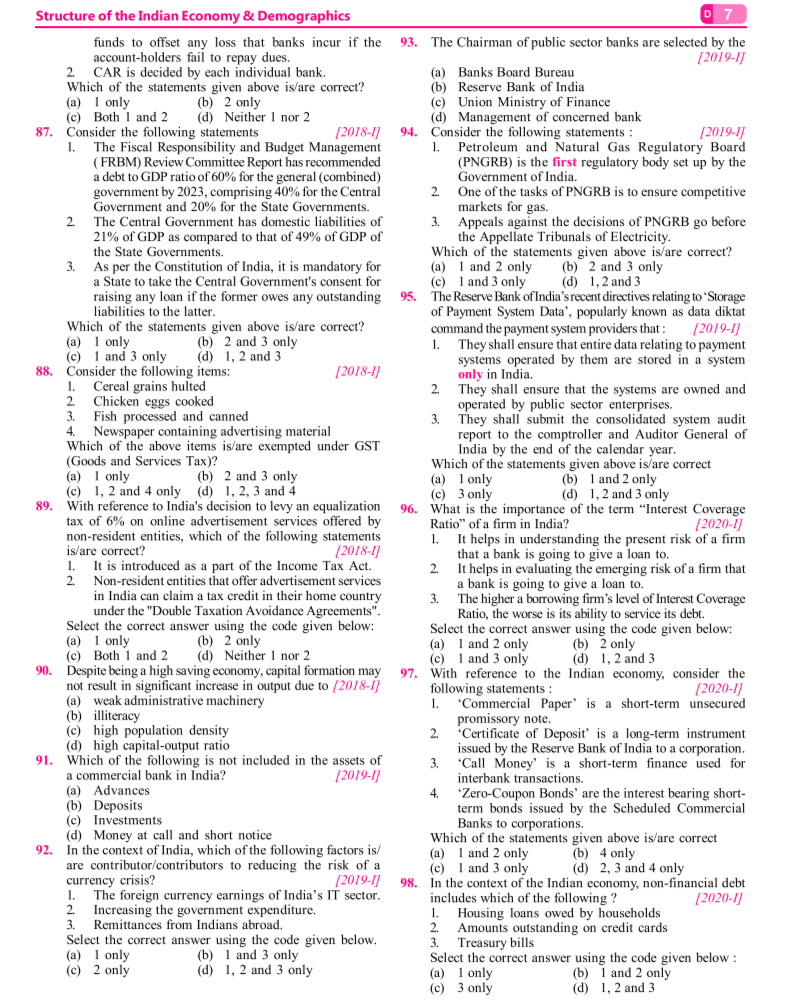 Structure of the Indian Economy & Demographics
D 7
funds to offset any loss that banks incur if the
account-holders fail to repay dues.
2. CAR is decided by each individual bank.
Which of the statements given above is/are correct?
(a) 1 only (b) 2 only
(c) Both 1 and 2 (d) Neither 1 nor 2
87. Consider the following statements [2018-I]
1. The Fiscal Responsibility and Budget Management
( FRBM) Review Committee Report has recommended
a debt to GDP ratio of 60% for the general (combined)
government by 2023, comprising 40% for the Central
Government and 20% for the State Governments.
2. The Central Government has domestic liabilities of
21% of GDP as compared to that of 49% of GDP of
the State Governments.
3. As per the Constitution of India, it is mandatory for
a State to take the Central Government's consent for
raising any loan if the former owes any outstanding
liabilities to the latter.
Which of the statements given above is/are correct?
(a) 1 only (b) 2 and 3 only
(c) 1 and 3 only (d) 1, 2 and 3
88. Consider the following items: [2018-I]
1. Cereal grains hulted
2. Chicken eggs cooked
3. Fish processed and canned
4. Newspaper containing advertising material
Which of the above items is/are exempted under GST
(Goods and Services Tax)?
(a) 1 only (b) 2 and 3 only
(c) 1, 2 and 4 only (d) 1, 2, 3 and 4
89. With reference to India's decision to levy an equalization
tax of 6% on online advertisement services offered by
non-resident entities, which of the following statements
is/are correct? [2018-I]
1. It is introduced as a part of the Income Tax Act.
2. Non-resident entities that offer advertisement services
in India can claim a tax credit in their home country
under the "Double Taxation Avoidance Agreements".
Select the correct answer using the code given below:
(a) 1 only (b) 2 only
(c) Both 1 and 2 (d) Neither 1 nor 2
90. Despite being a high saving economy, capital formation may
not result in significant increase in output due to [2018-I]
(a) weak administrative machinery
(b) illiteracy
(c) high population density
(d) high capital-output ratio
91. Which of the following is not included in the assets of
a commercial bank in India? [2019-I]
(a) Advances
(b) Deposits
(c) Investments
(d) Money at call and short notice
92. In the context of India, which of the following factors is/
are contributor/contributors to reducing the risk of a
currency crisis? [2019-I]
1. The foreign currency earnings of India's IT sector.
2. Increasing the government expenditure.
3. Remittances from Indians abroad.
Select the correct answer using the code given below.
(a) 1 only (b) 1 and 3 only
(c) 2 only (d) 1, 2 and 3 only
93. The Chairman of public sector banks are selected by the
[2019-I]
(a) Banks Board Bureau
(b) Reserve Bank of India
(c) Union Ministry of Finance
(d) Management of concerned bank
94. Consider the following statements : [2019-I]
1. Petroleum and Natural Gas Regulatory Board
(PNGRB) is the first regulatory body set up by the
Government of India.
2. One of the tasks of PNGRB is to ensure competitive
markets for gas.
3. Appeals against the decisions of PNGRB go before
the Appellate Tribunals of Electricity.
Which of the statements given above is/are correct?
(a) 1 and 2 only (b) 2 and 3 only
(c) 1 and 3 only (d) 1, 2 and 3
95. The Reserve Bank of India's recent directives relating to 'Storage
of Payment System Data', popularly known as data diktat
command the payment system providers that : [2019-I]
1. They shall ensure that entire data relating to payment
systems operated by them are stored in a system
only in India.
2. They shall ensure that the systems are owned and
operated by public sector enterprises.
3. They shall submit the consolidated system audit
report to the comptroller and Auditor General of
India by the end of the calendar year.
Which of the statements given above is/are correct
(a) 1 only (b) 1 and 2 only
(c) 3 only (d) 1, 2 and 3 only
96. What is the importance of the term "Interest Coverage
Ratio" of a firm in India? [2020-I]
1. It helps in understanding the present risk of a firm
that a bank is going to give a loan to.
2. It helps in evaluating the emerging risk of a firm that
a bank is going to give a loan to.
3. The higher a borrowing firm's level of Interest Coverage
Ratio, the worse is its ability to service its debt.
Select the correct answer using the code given below:
(a) 1 and 2 only (b) 2 only
(c) 1 and 3 only (d) 1, 2 and 3
97. With reference to the Indian economy, consider the
following statements : [2020-I]
1. 'Commercial Paper' is a short-term unsecured
promissory note.
2. 'Certificate of Deposit' is a long-term instrument
issued by the Reserve Bank of India to a corporation.
3. 'Call Money' is a short-term finance used for
interbank transactions.
4. 'Zero-Coupon Bonds' are the interest bearing short-
term bonds issued by the Scheduled Commercial
Banks to corporations.
Which of the statements given above is/are correct
(a) 1 and 2 only (b) 4 only
(c) 1 and 3 only (d) 2, 3 and 4 only
98. In the context of the Indian economy, non-financial debt
includes which of the following ? [2020-I]
1. Housing loans owed by households
2. Amounts outstanding on credit cards
3. Treasury bills
Select the correct answer using the code given below :
(a) 1 only (b) 1 and 2 only
(c) 3 only (d) 1, 2 and 3